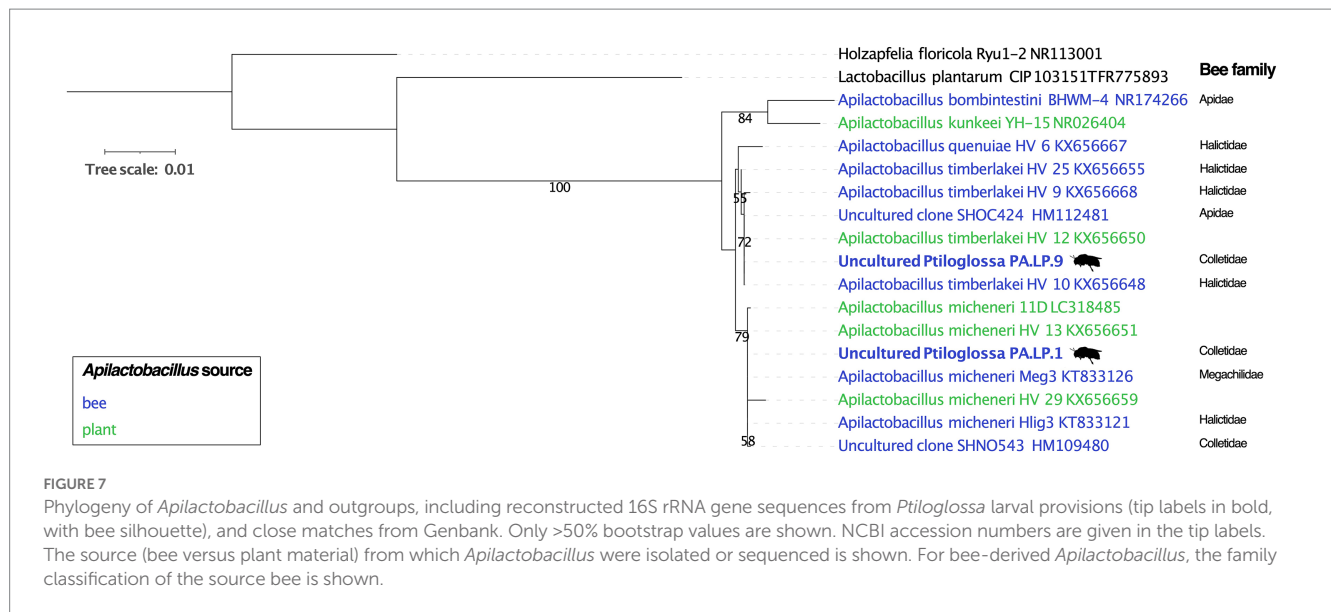 Holzapfelia floricola Ryu1-2 NR113001
Bee family
Lactobacillus plantarum CIP 103151TFR775893
Apilactobacillus bombintestini BHWM-4 NR174266 Apidae
84
Apilactobacillus kunkeei YH-15 NR026404
Apilactobacillus quenuiae HV 6 KX656667 Halictidae
Tree scale: 0.01
Apilactobacillus timberlakei HV 25 KX656655 Halictidae
100
55
Apilactobacillus timberlakei HV 9 KX656668 Halictidae
Uncultured clone SHOC424 HM112481 Apidae
72
Apilactobacillus timberlakei HV 12 KX656650
Uncultured Ptiloglossa PA.LP.9 Colletidae
Apilactobacillus timberlakei HV 10 KX656648 Halictidae
Apilactobacillus micheneri 11D LC318485
79
Apilactobacillus micheneri HV 13 KX656651
Uncultured Ptiloglossa PA.LP.1 Colletidae
Apilactobacillus micheneri Meg3 KT833126 Megachilidae
Apilactobacillus micheneri HV 29 KX656659
Apilactobacillus micheneri Hlig3 KT833121 Halictidae
58
Uncultured clone SHNO543 HM109480 Colletidae
Apilactobacillus source
bee
plant
FIGURE 7
Phylogeny of Apilactobacillus and outgroups, including reconstructed 16S rRNA gene sequences from Ptiloglossa larval provisions (tip labels in bold,
with bee silhouette), and close matches from Genbank. Only >50% bootstrap values are shown. NCBI accession numbers are given in the tip labels.
The source (bee versus plant material) from which Apilactobacillus were isolated or sequenced is shown. For bee-derived Apilactobacillus, the family
classification of the source bee is shown.